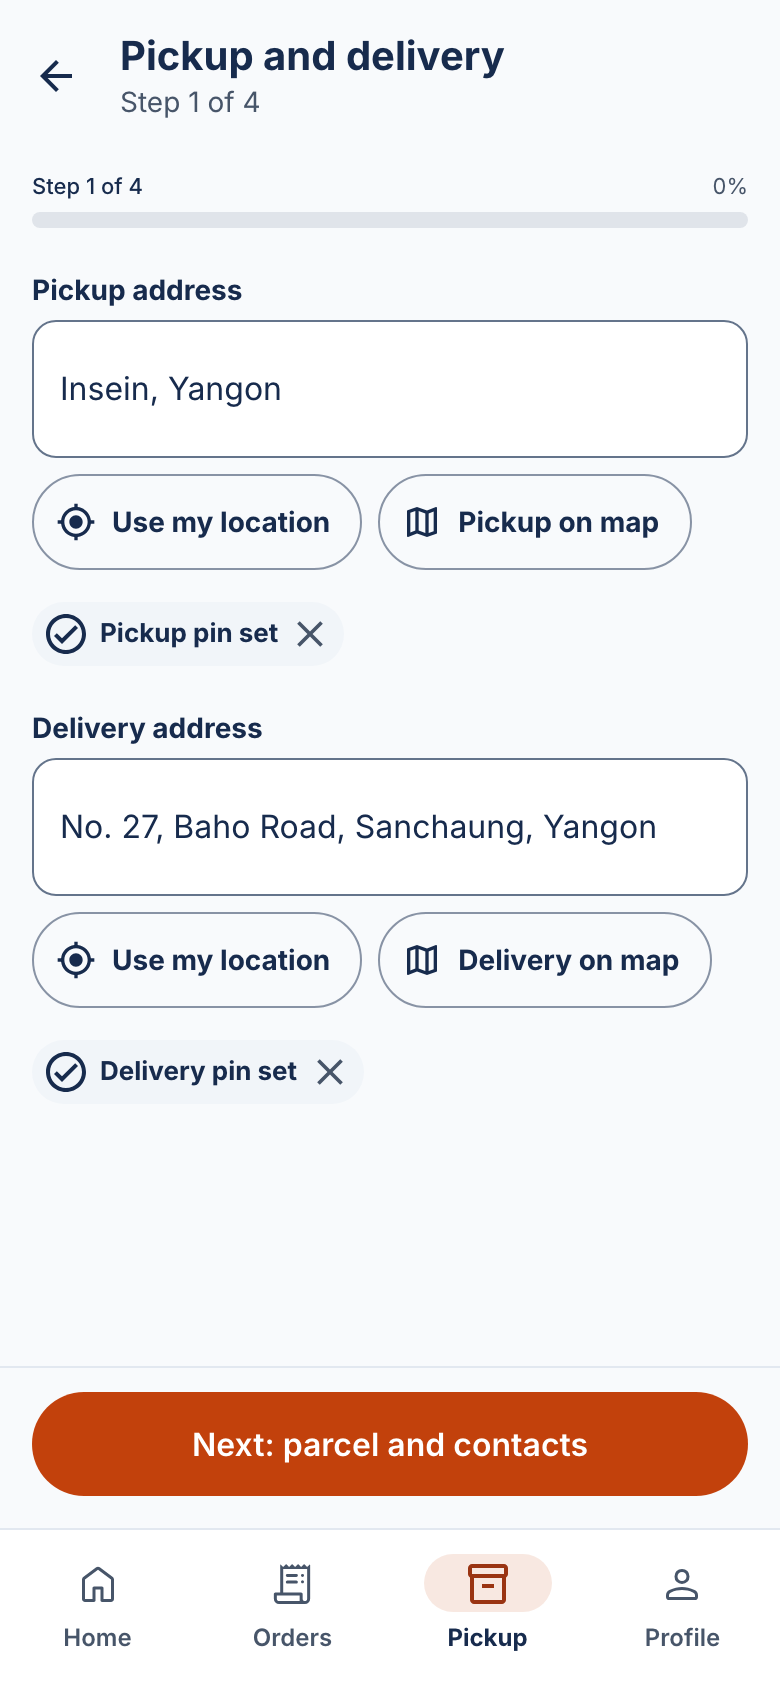 Pickup and delivery
Step 1 of 4
Step 1 of 4 0%
Pickup address
Insein, Yangon
Use my location Pickup on map
Pickup pin set
Delivery address
No. 27, Baho Road, Sanchaung, Yangon
Use my location Delivery on map
Delivery pin set
Next: parcel and contacts
Home Orders Pickup Profile